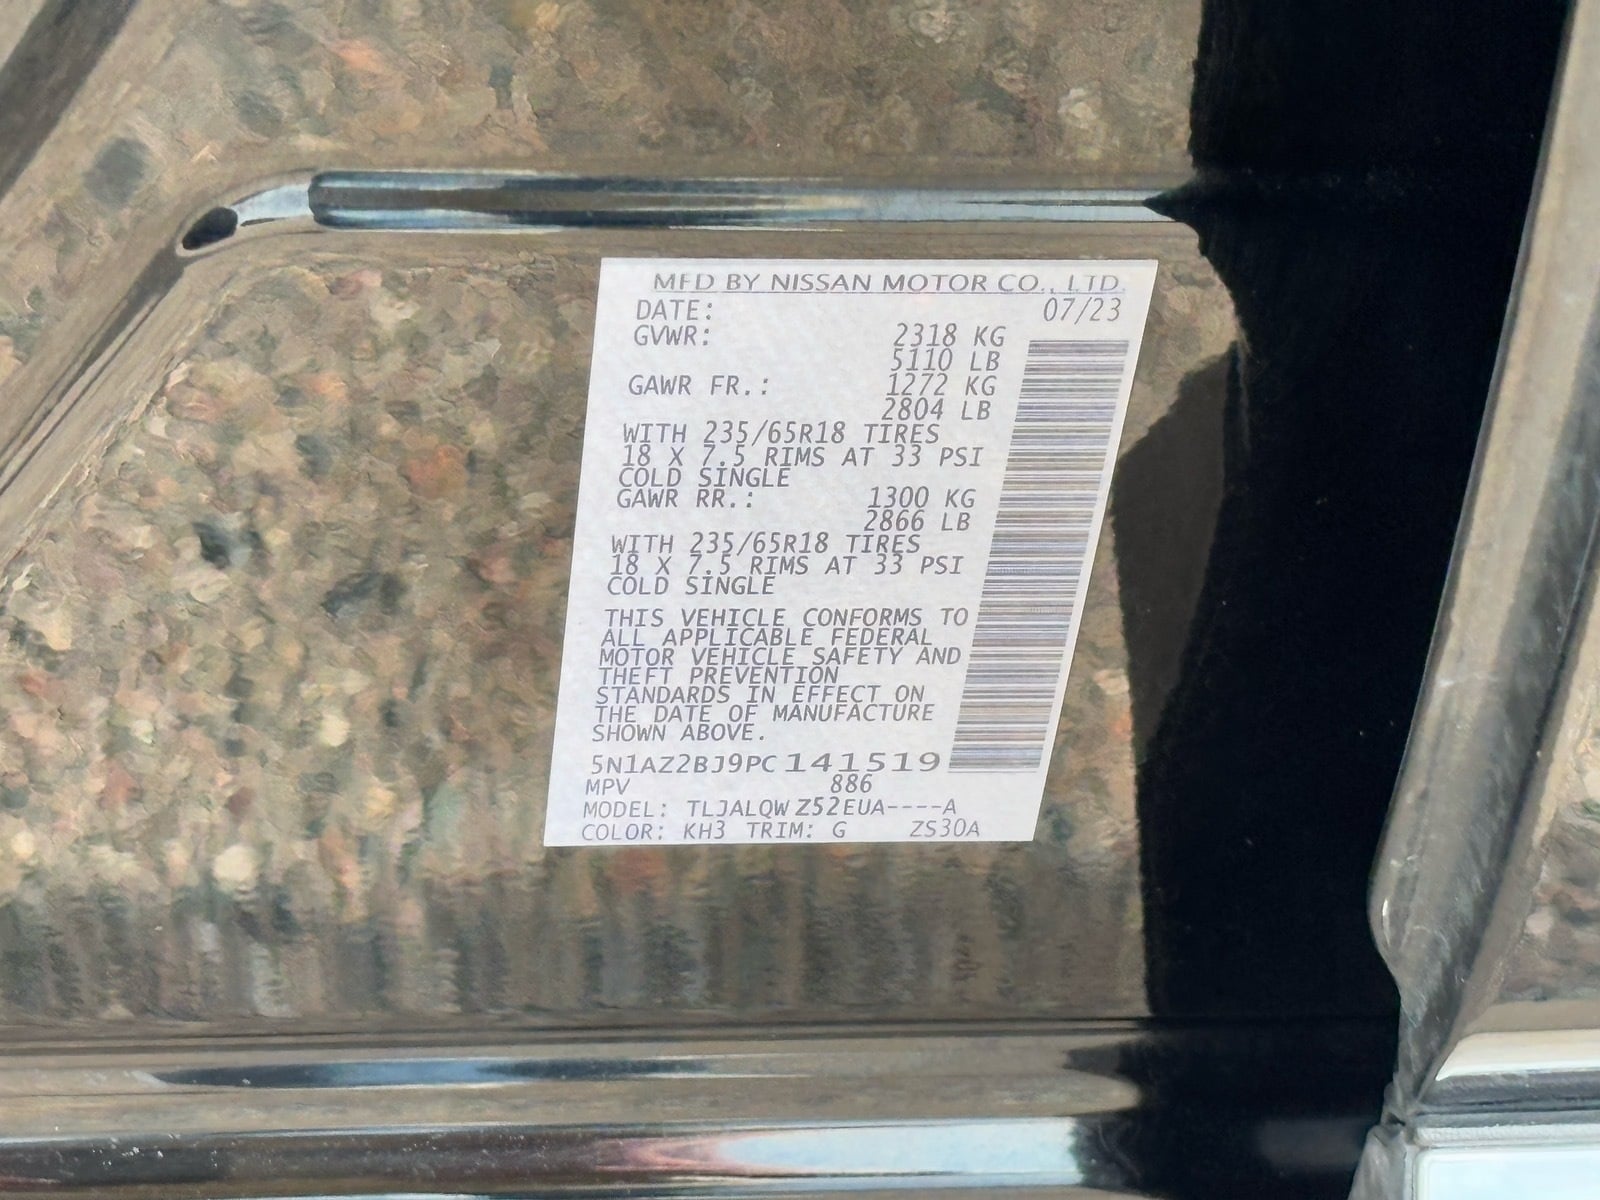 MFD BY NISSAN MOTOR CO., LTD.
DATE: 07/23
GVWR: 2318 KG
5110 LB
GAWR FR.: 1272 KG
2804 LB
WITH 235/65R18 TIRES
18 X 7.5 RIMS AT 33 PSI
COLD SINGLE
GAWR RR.: 1300 KG
2866 LB
WITH 235/65R18 TIRES
18 X 7.5 RIMS AT 33 PSI
COLD SINGLE
THIS VEHICLE CONFORMS TO
ALL APPLICABLE FEDERAL
MOTOR VEHICLE SAFETY AND
THEFT PREVENTION
STANDARDS IN EFFECT ON
THE DATE OF MANUFACTURE
SHOWN ABOVE.
5N1AZ2BJ9PC141519
MPV 886
MODEL: TLJALQWZ52EUA----A
COLOR: KH3 TRIM: G ZS30A